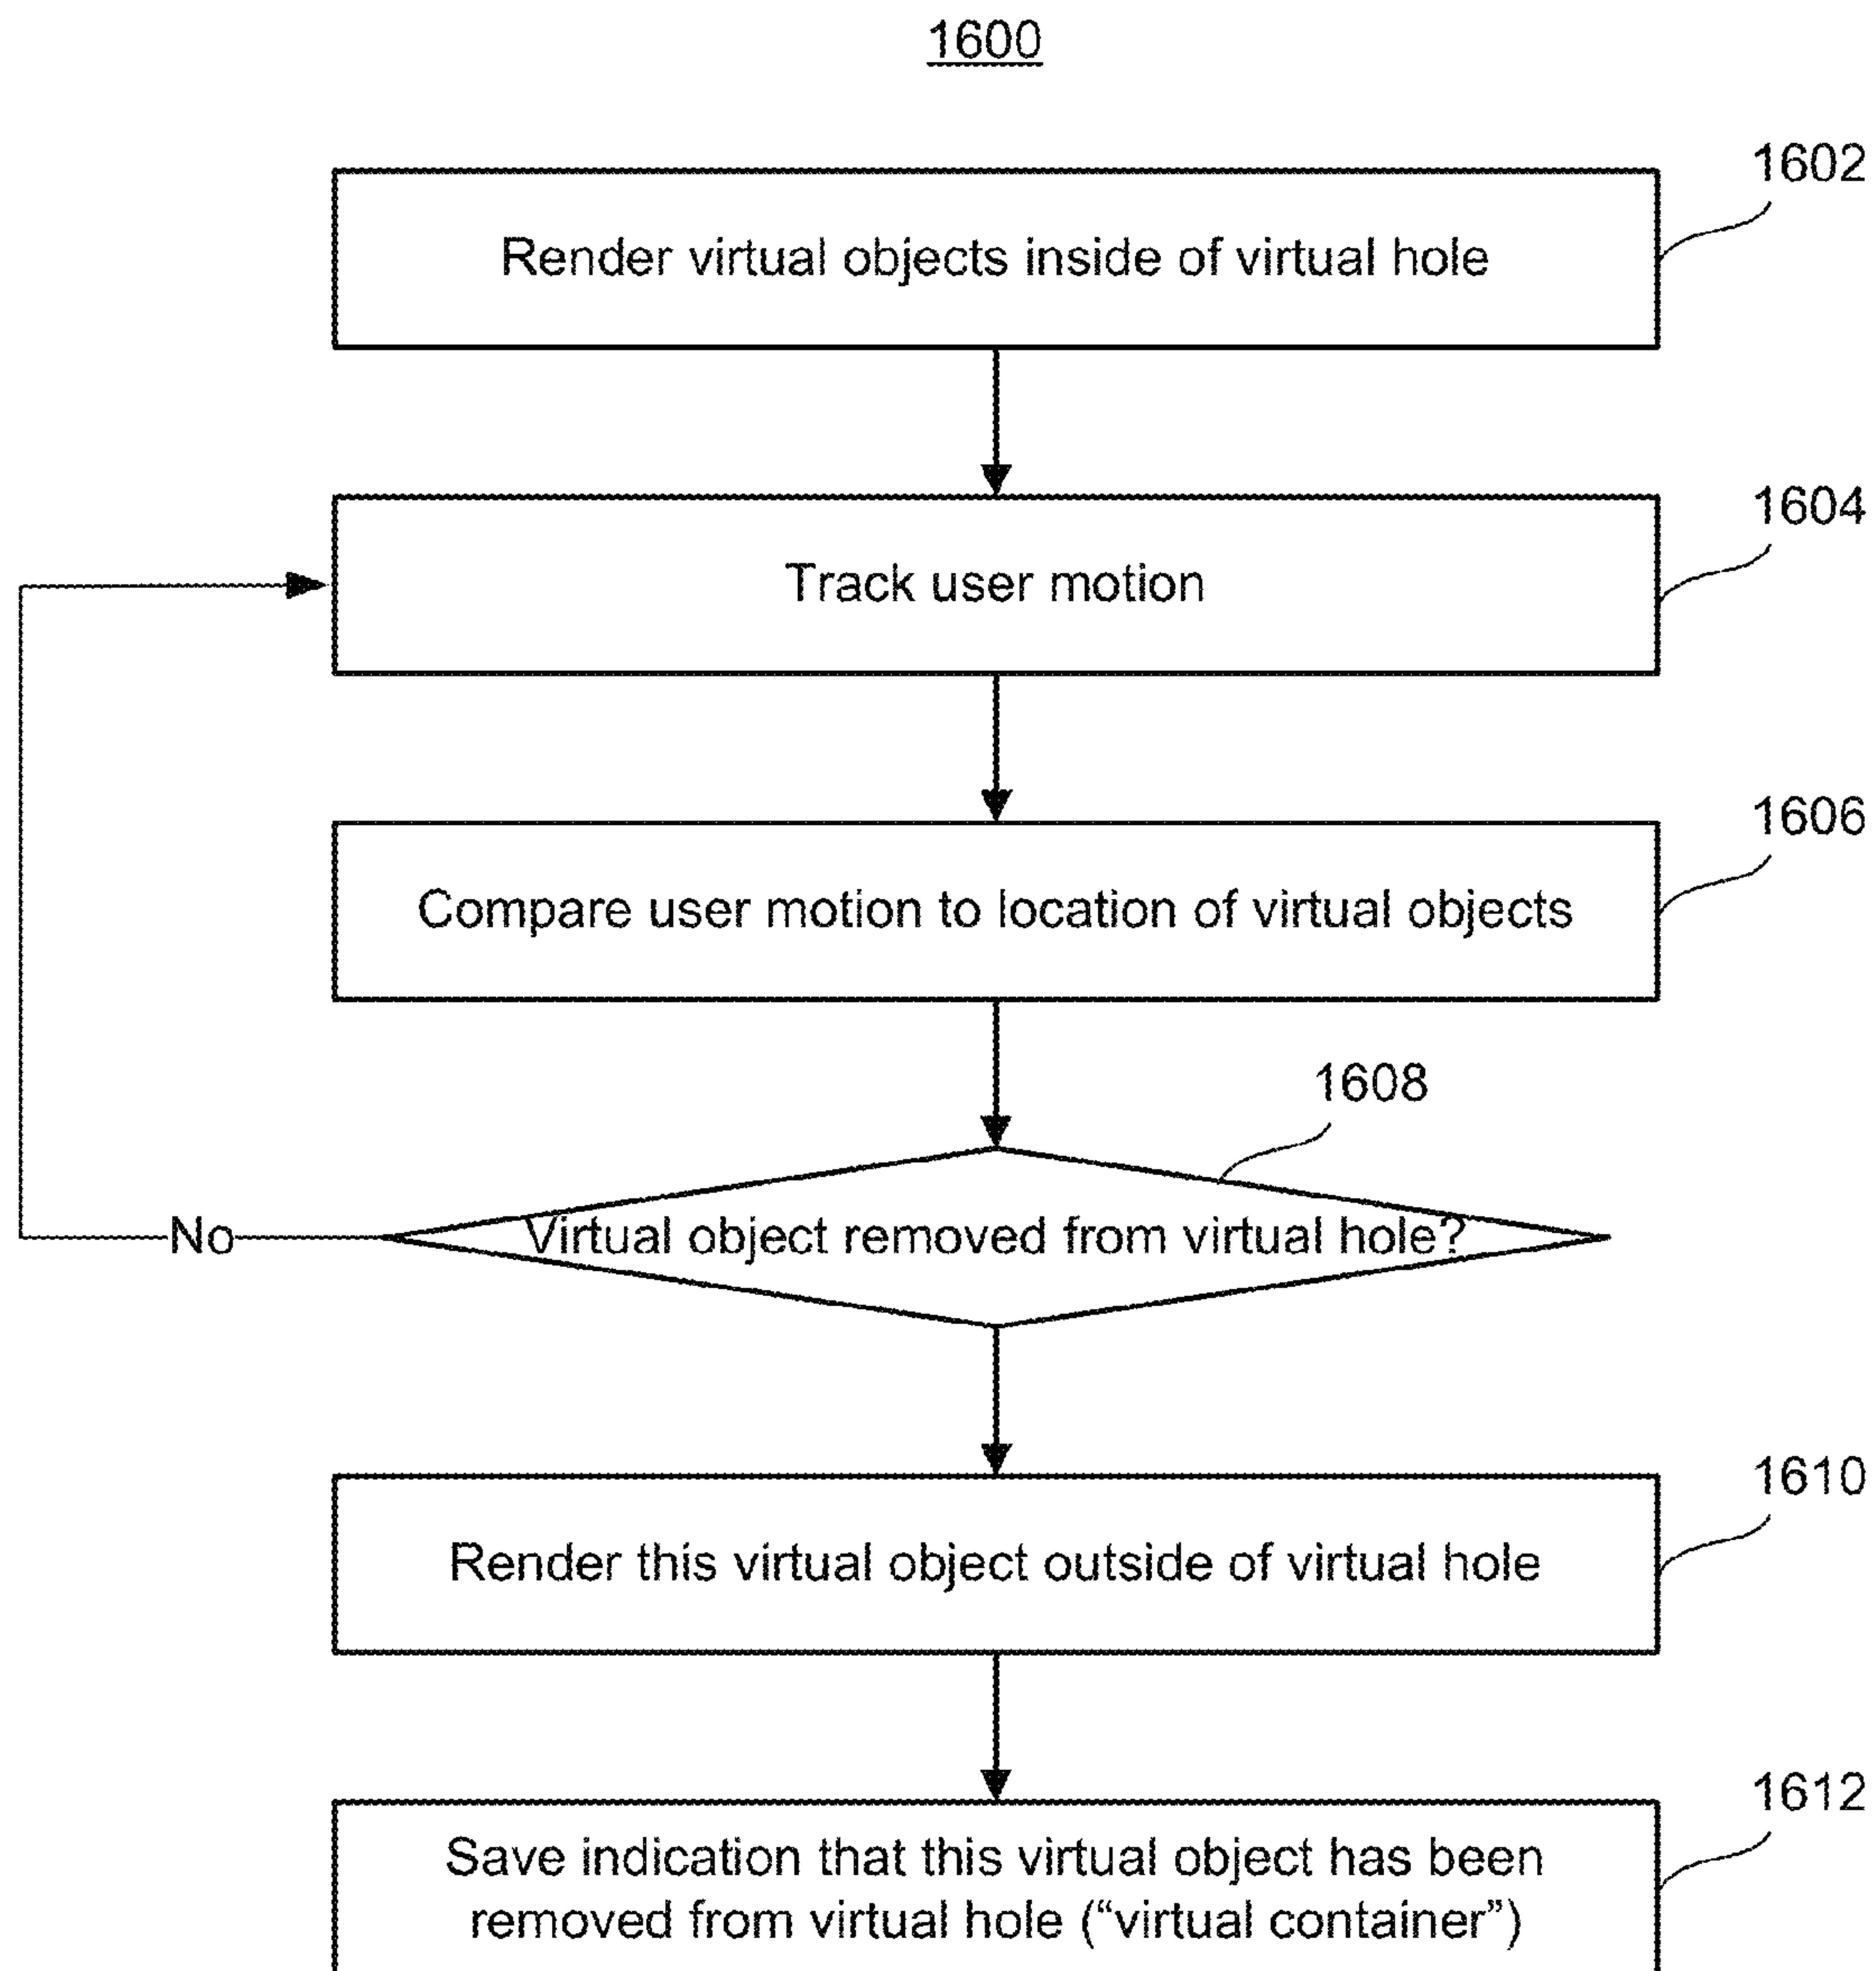 1600
1602
Render virtual objects inside of virtual hole
1604
Track user motion
1606
Compare user motion to location of virtual objects
1608
Virtual object removed from virtual hole?
No
1610
Render this virtual object outside of virtual hole
1612
Save indication that this virtual object has been
removed from virtual hole (“virtual container”)